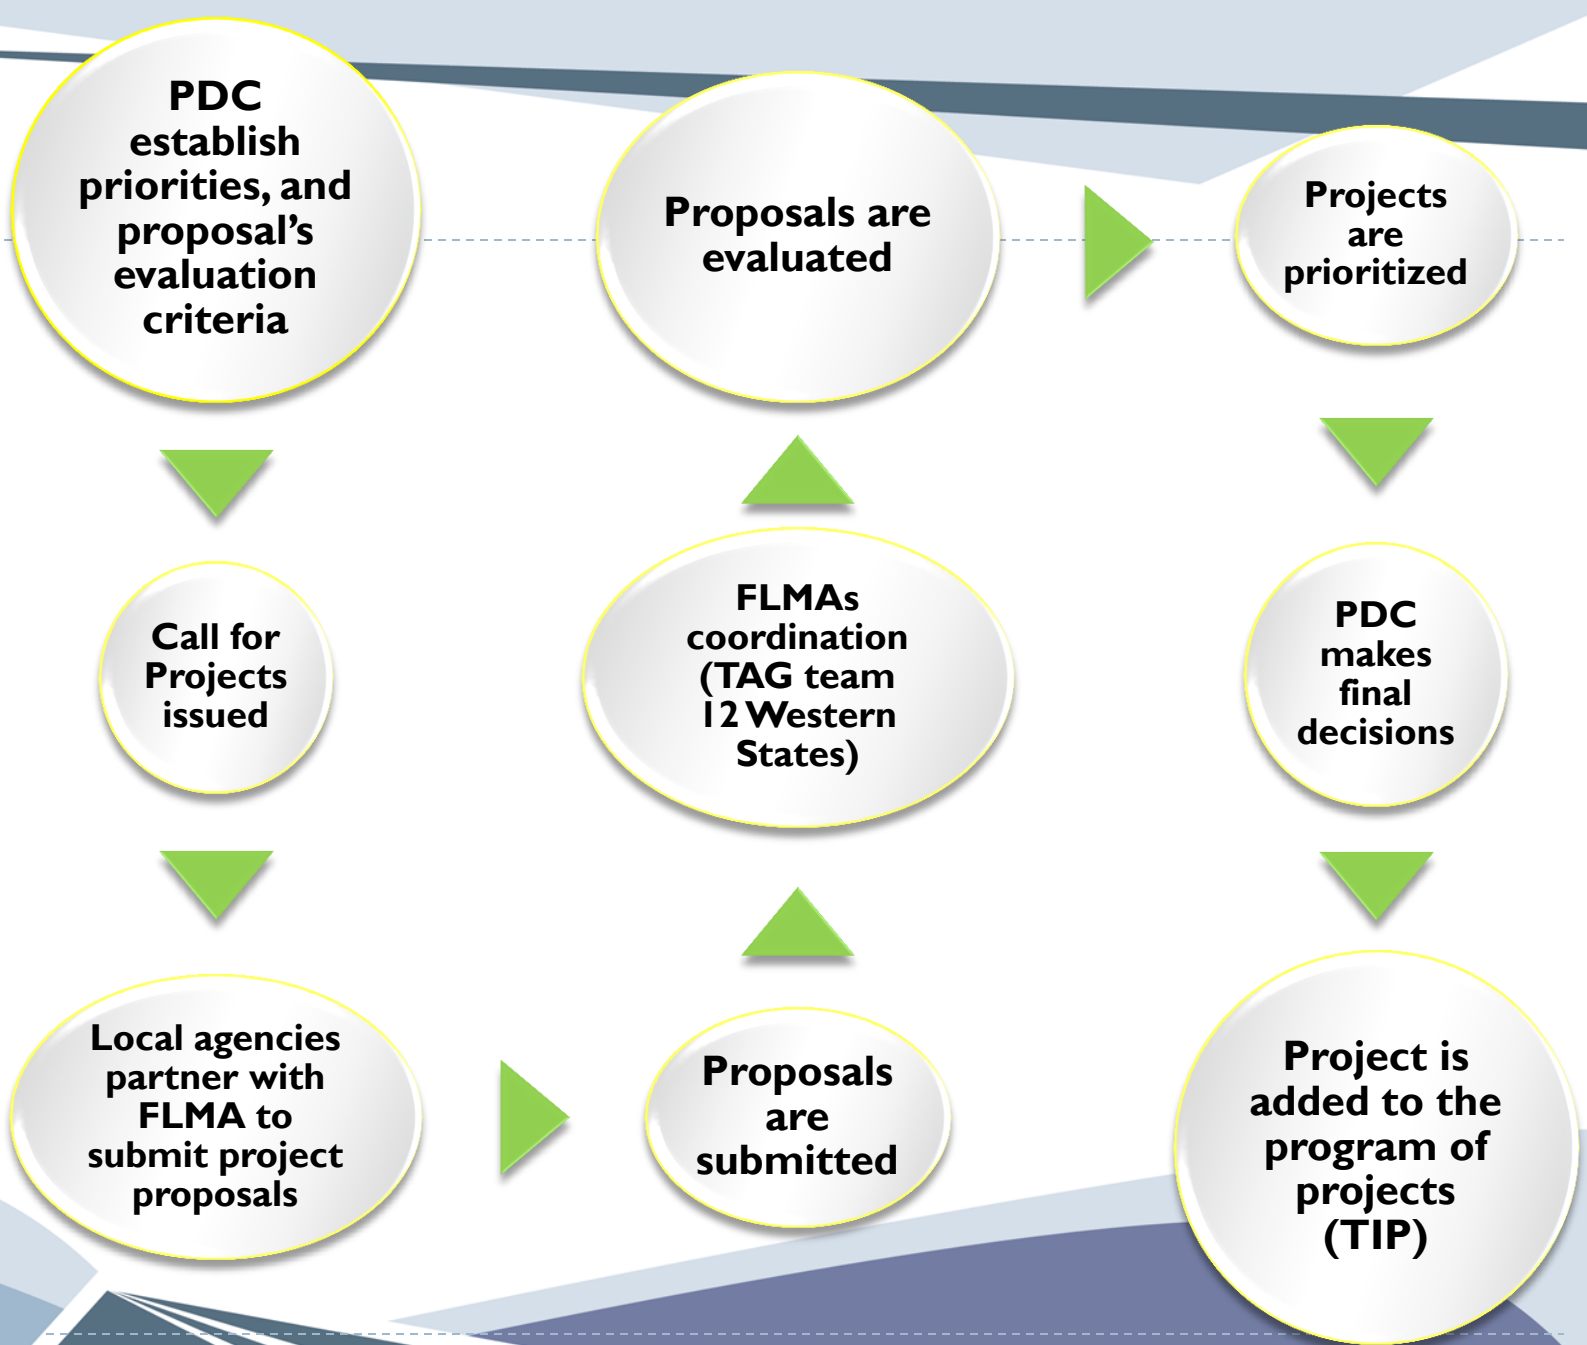 PDC
establish
priorities, and
proposal’s
evaluation
criteria
Call for
Projects
issued
Local agencies
partner with
FLMA to
submit project
proposals
Proposals
are
submitted
FLMAs
coordination
(TAG team
12 Western
States)
Proposals are
evaluated
Projects
are
prioritized
PDC
makes
final
decisions
Project is
added to the
program of
projects
(TIP)